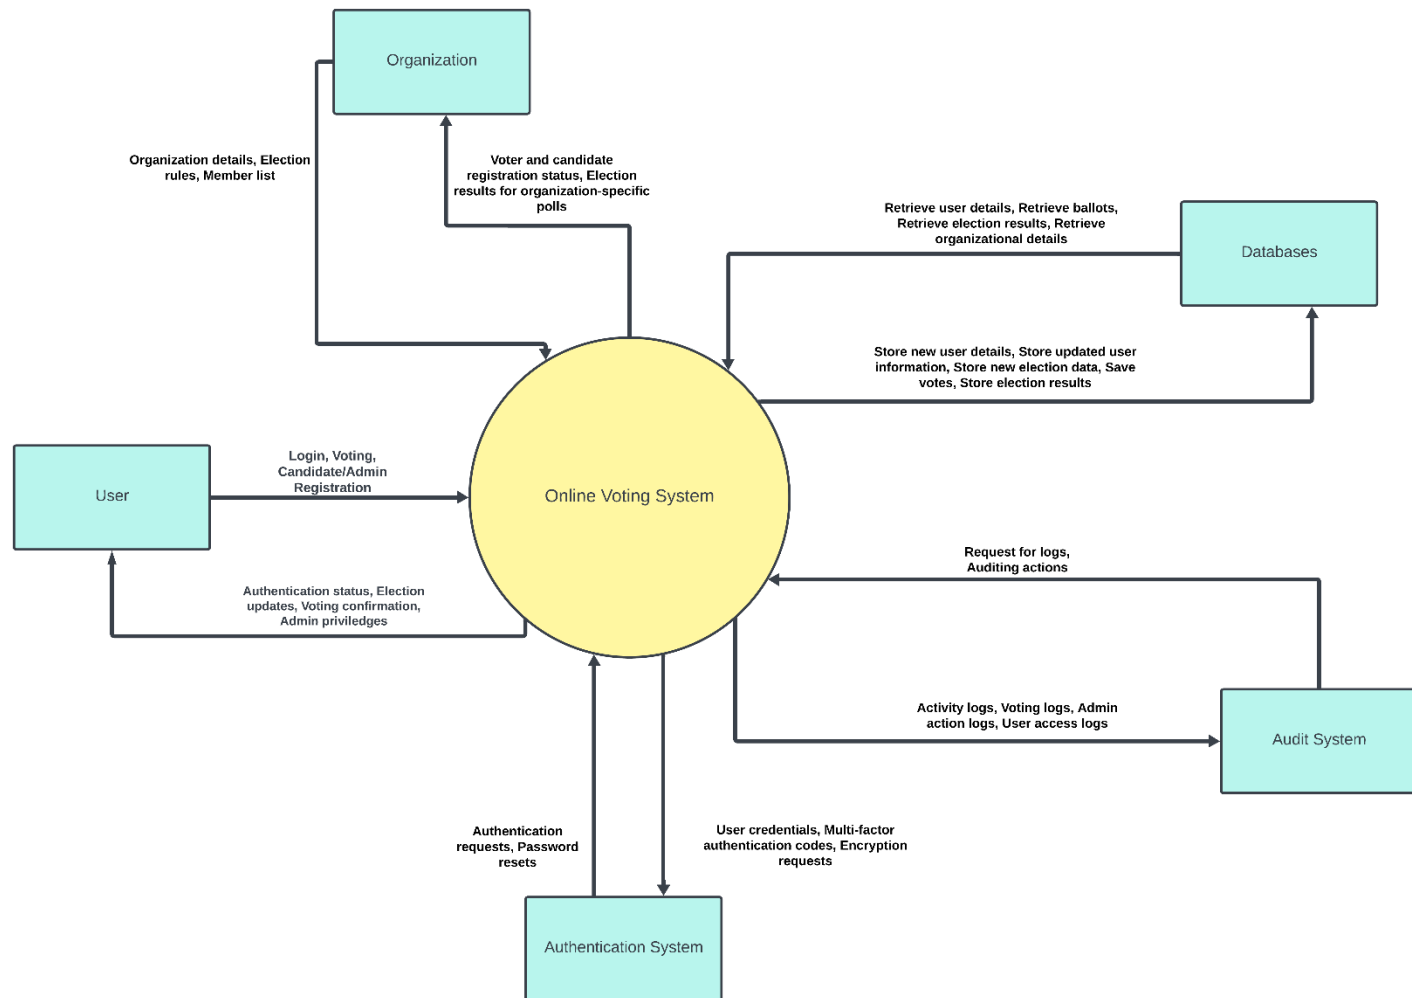 Organization
Organization details, Election
rules, Member list
Voter and candidate
registration status, Election
results for organization-specific
polls
Retrieve user details, Retrieve ballots,
Retrieve election results, Retrieve
organizational details
Databases
Store new user details, Store updated user
information, Store new election data, Save
votes, Store election results
Login, Voting,
Candidate/Admin
Registration
User
Online Voting System
Authentication status, Election
updates, Voting confirmation,
Admin priviledges
Request for logs,
Auditing actions
Activity logs, Voting logs, Admin
action logs, User access logs
Audit System
Authentication
requests, Password
resets
User credentials, Multi-factor
authentication codes, Encryption
requests
Authentication System